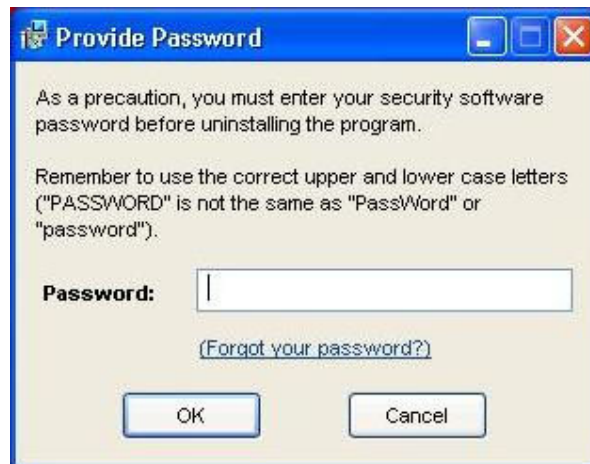 Provide Password
As a precaution, you must enter your security software
password before uninstalling the program.
Remember to use the correct upper and lower case letters
("PASSWORD" is not the same as "PassWord" or
"password").
Password:
(Forgot your password?)
OK Cancel